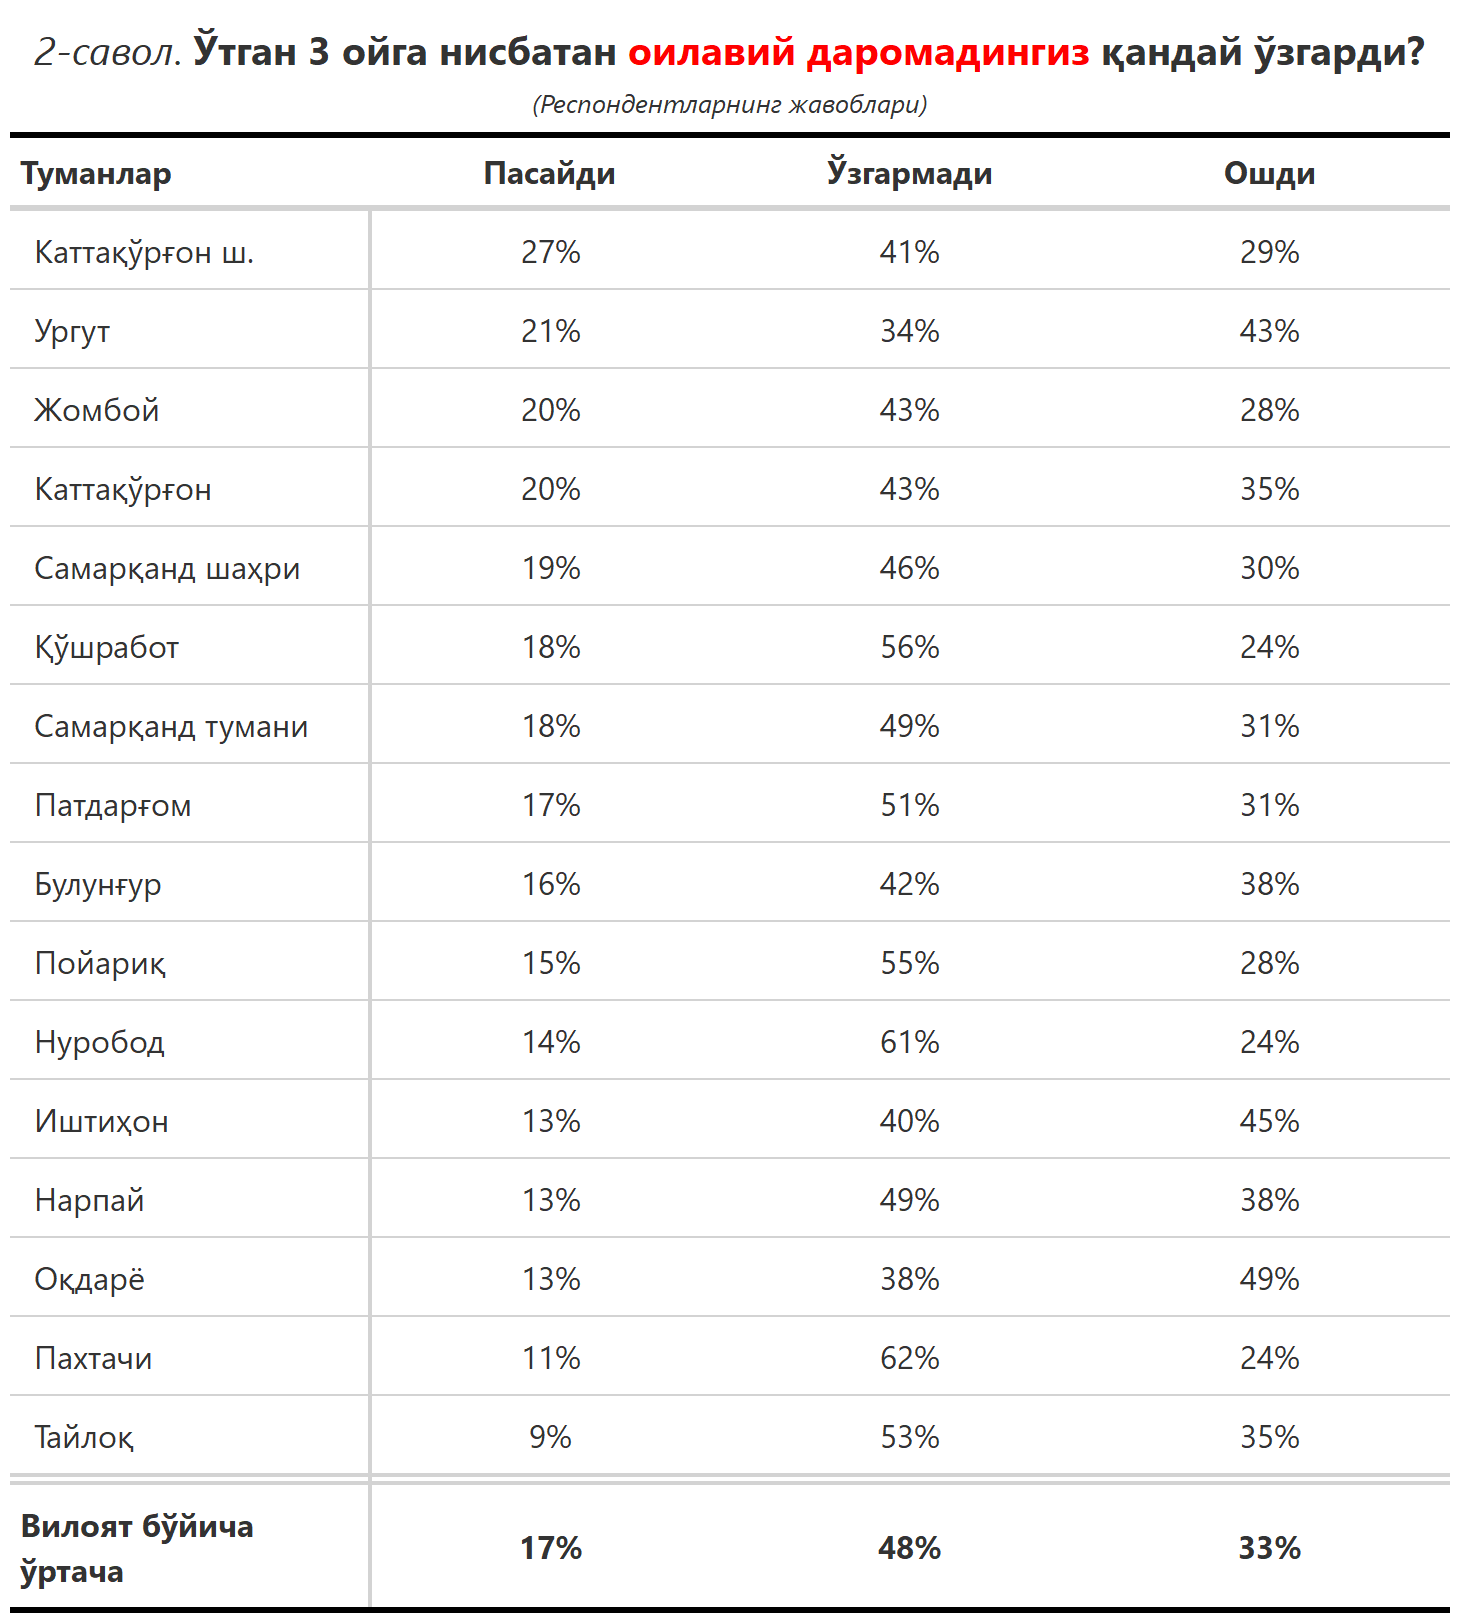 2-савол. Ўтган 3 ойга нисбатан оилавий даромадингиз қандай ўзгарди?
(Респондентларнинг жавоблари)
Туманлар Пасайди Ўзгармади Ошди
Каттақўрғон ш. 27% 41% 29%
Ургут 21% 34% 43%
Жомбой 20% 43% 28%
Каттақўрғон 20% 43% 35%
Самарқанд шаҳри 19% 46% 30%
Қўшработ 18% 56% 24%
Самарқанд тумани 18% 49% 31%
Патдарғом 17% 51% 31%
Булунғур 16% 42% 38%
Пойариқ 15% 55% 28%
Нуробод 14% 61% 24%
Иштиҳон 13% 40% 45%
Нарпай 13% 49% 38%
Оқдарё 13% 38% 49%
Пахтачи 11% 62% 24%
Тайлоқ 9% 53% 35%
Вилоят бўйича
ўртача 17% 48% 33%